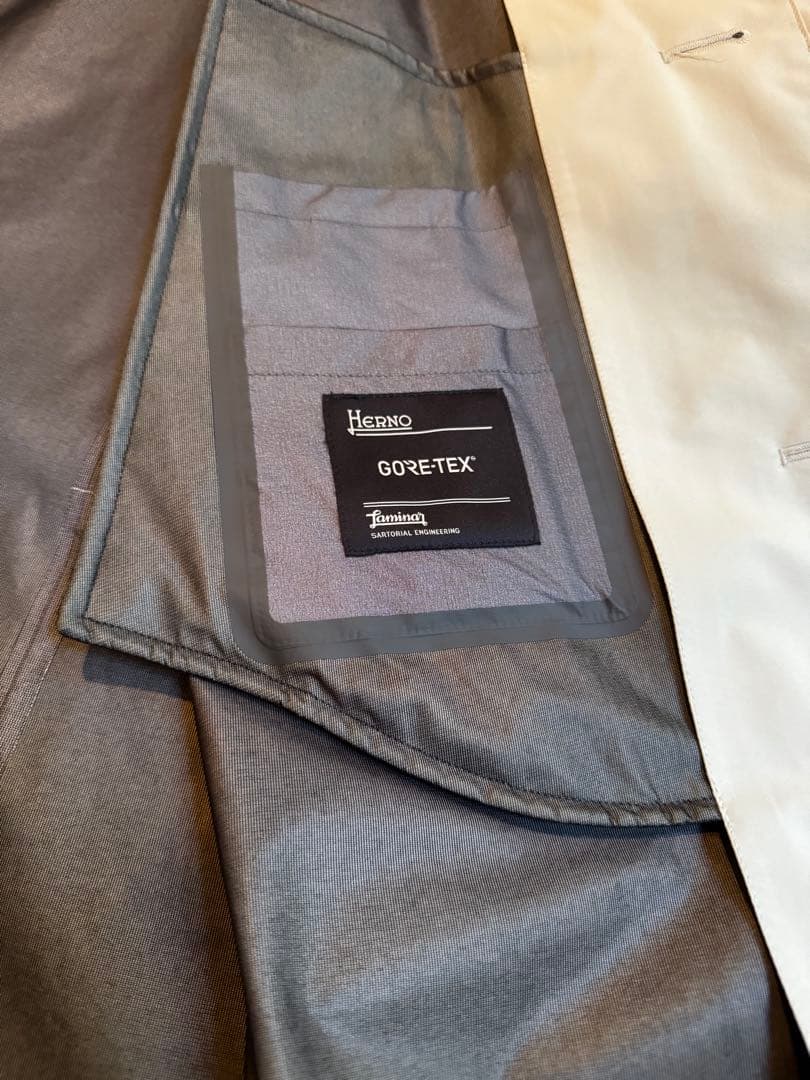 HERNO
GORE-TEX®
Laminar
SARTORIAL ENGINEERING